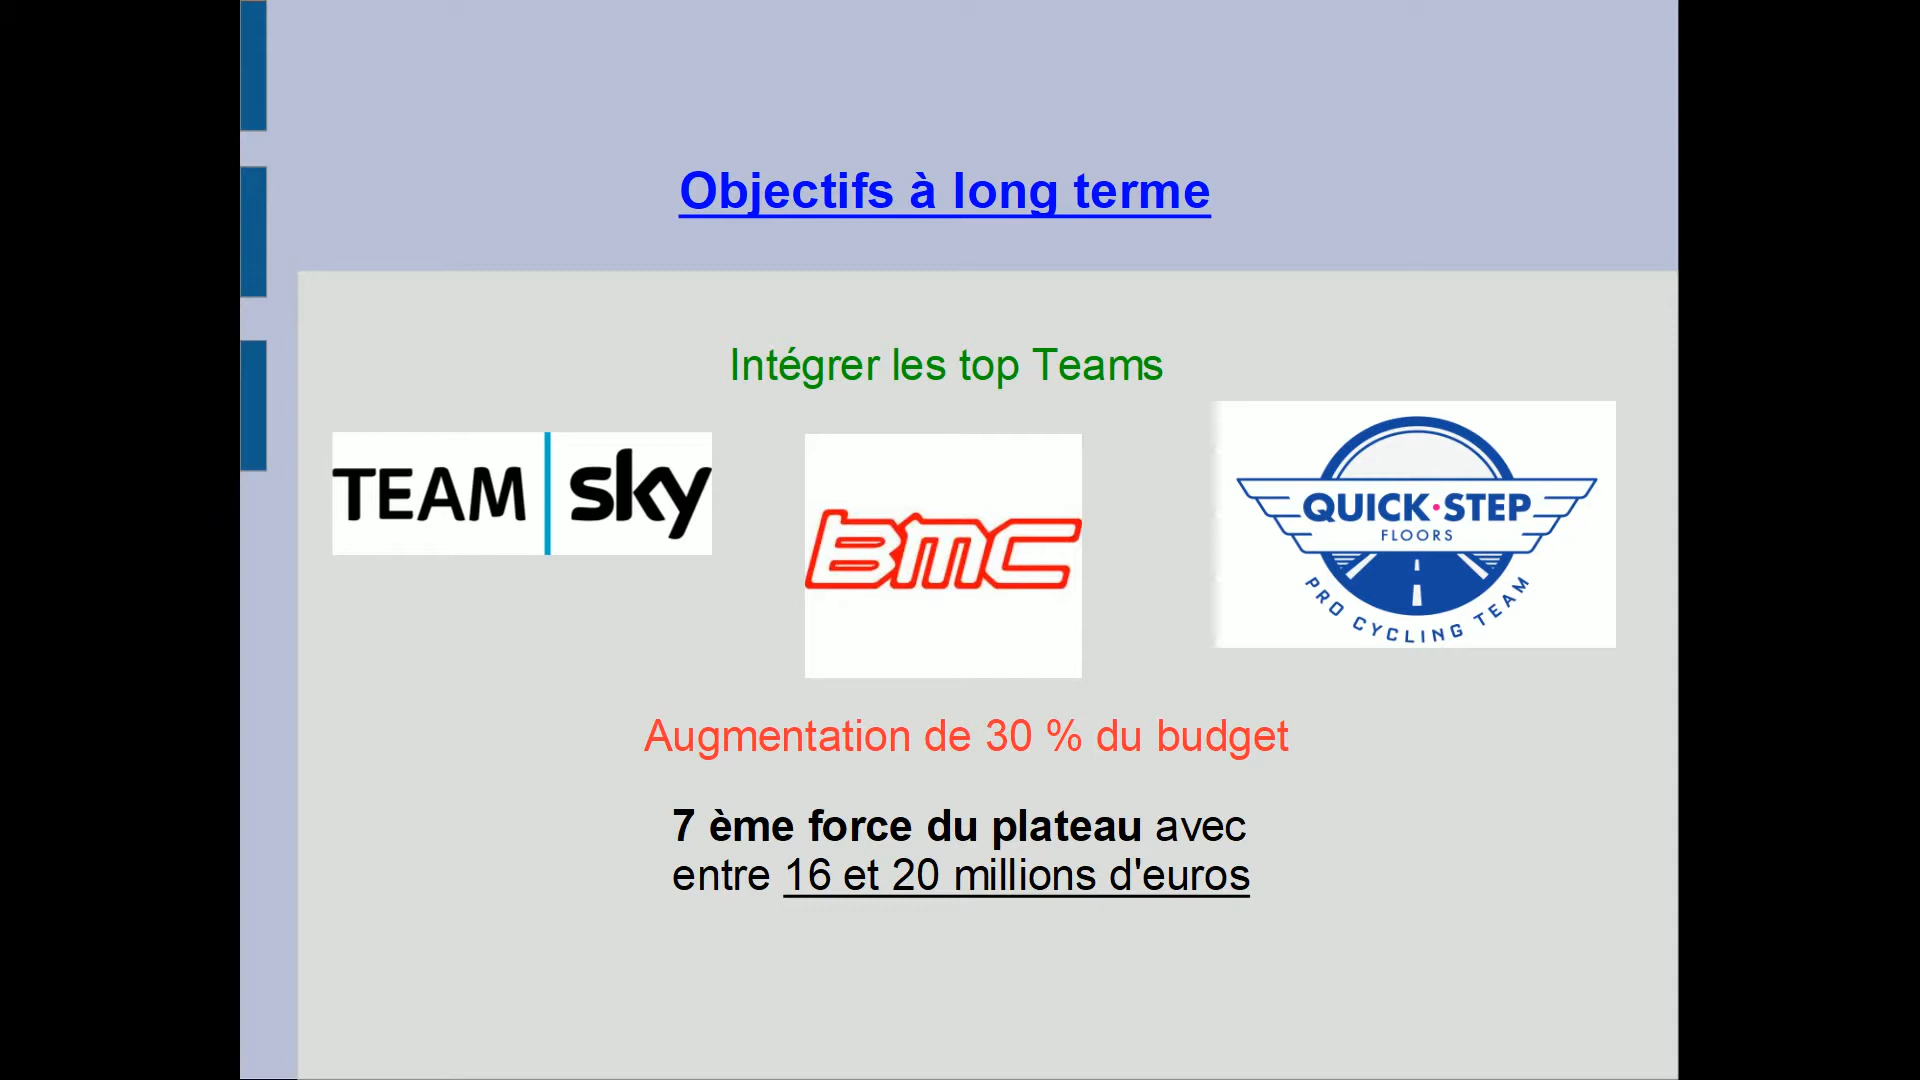 Objectifs à long terme
Intégrer les top Teams
TEAM sky
BMC
QUICK·STEP
FLOORS
PRO CYCLING TEAM
Augmentation de 30 % du budget
7 ème force du plateau avec
entre 16 et 20 millions d'euros